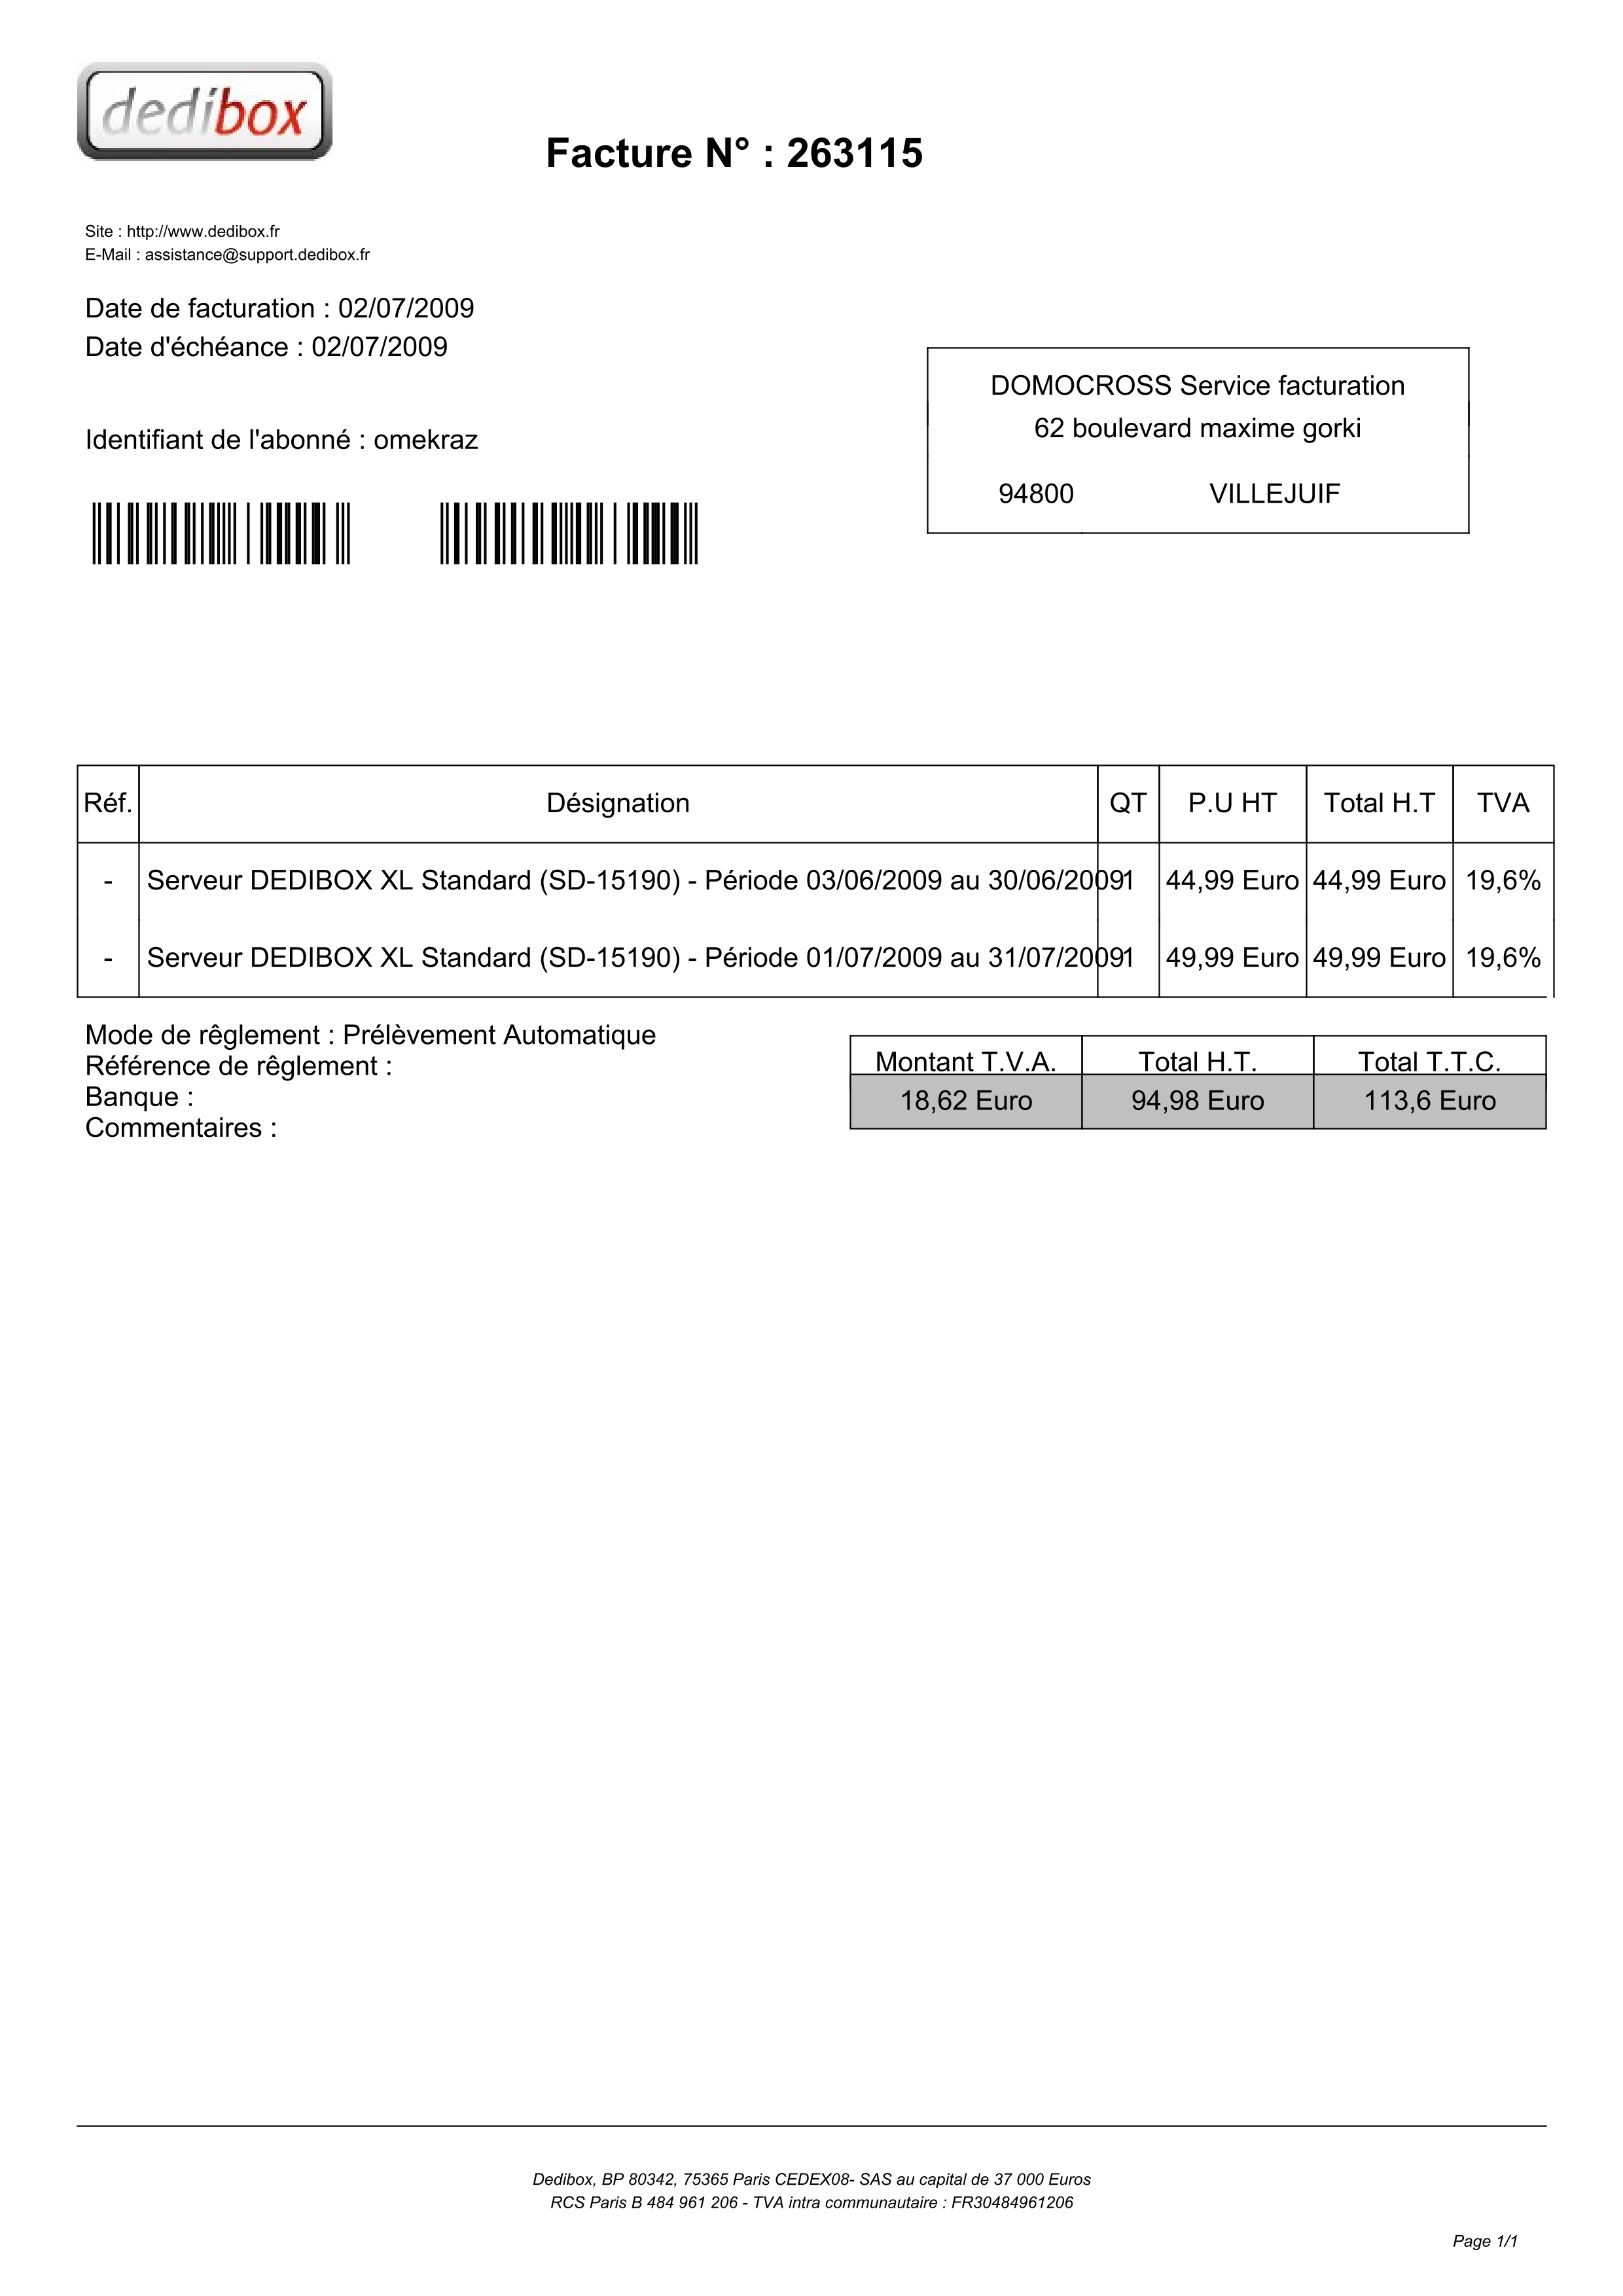 dedibox
Facture N° : 263115
Site : http://www.dedibox.fr
E-Mail : assistance@support.dedibox.fr
Date de facturation : 02/07/2009
Date d'échéance : 02/07/2009
DOMOCROSS Service facturation
62 boulevard maxime gorki
94800 VILLEJUIF
Identifiant de l'abonné : omekraz
Réf. Désignation QT P.U HT Total H.T TVA
- Serveur DEDIBOX XL Standard (SD-15190) - Période 03/06/2009 au 30/06/2009 1 44,99 Euro 44,99 Euro 19,6%
- Serveur DEDIBOX XL Standard (SD-15190) - Période 01/07/2009 au 31/07/2009 1 49,99 Euro 49,99 Euro 19,6%
Mode de rêglement : Prélèvement Automatique
Référence de rêglement :
Banque :
Commentaires :
Montant T.V.A. Total H.T. Total T.T.C.
18,62 Euro 94,98 Euro 113,6 Euro
Dedibox, BP 80342, 75365 Paris CEDEX08- SAS au capital de 37 000 Euros
RCS Paris B 484 961 206 - TVA intra communautaire : FR30484961206
Page 1/1